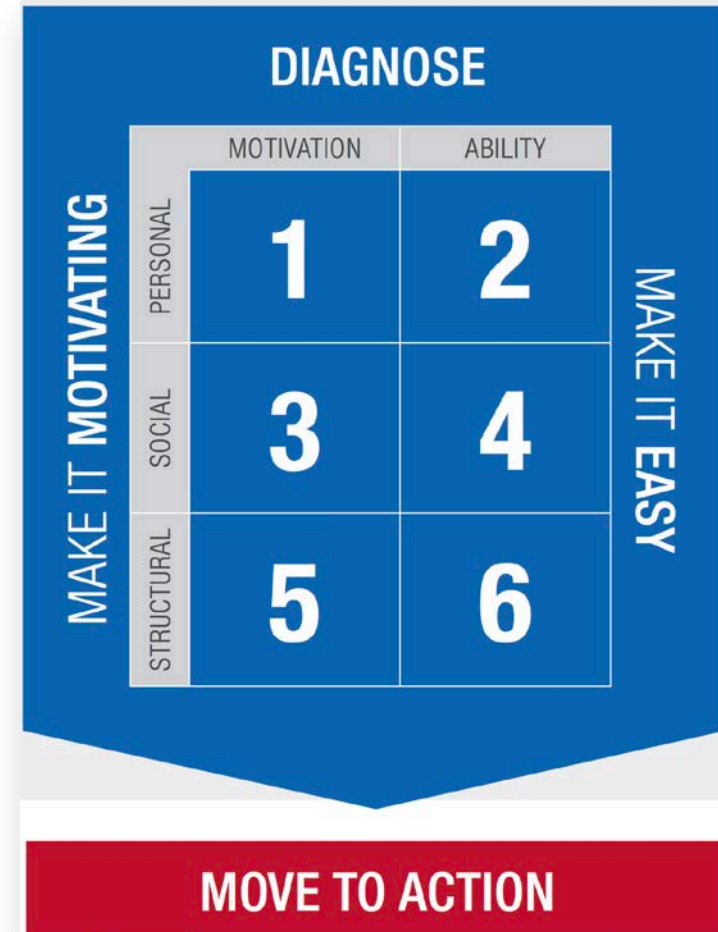 DIAGNOSE
MOTIVATION ABILITY
MAKE IT MOTIVATING
PERSONAL
1 2
SOCIAL
3 4
STRUCTURAL
5 6
MAKE IT EASY
MOVE TO ACTION